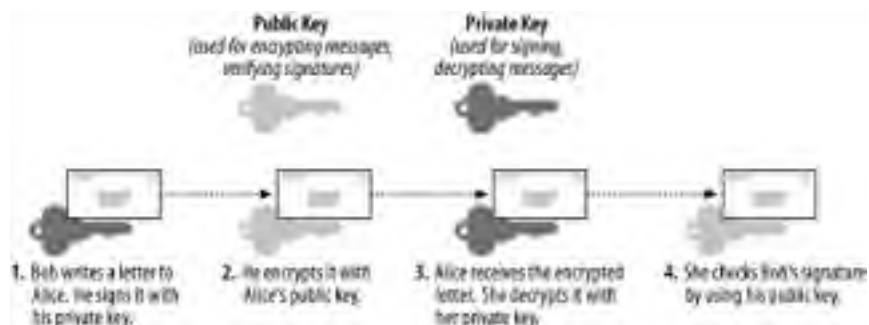 Public Key
(used for encrypting messages,
verifying signatures)
Private Key
(used for signing,
decrypting messages)
1. Bob writes a letter to
Alice. He signs it with
his private key.
2. He encrypts it with
Alice's public key.
3. Alice receives the encrypted
letter. She decrypts it with
her private key.
4. She checks Bob's signature
by using his public key.